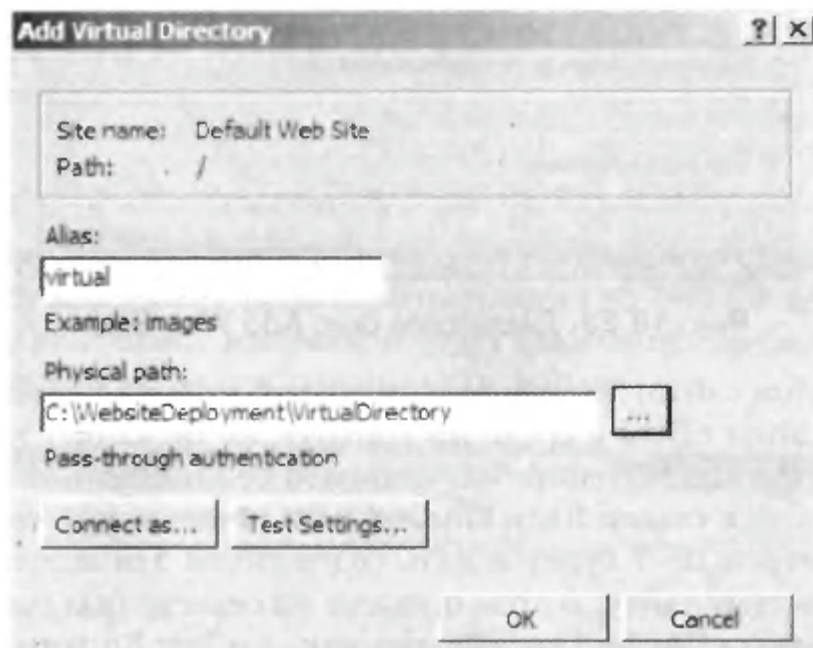 Add Virtual Directory
Site name: Default Web Site
Path: /
Alias:
virtual
Example: images
Physical path:
C:\WebsiteDeployment\VirtualDirectory
...
Pass-through authentication
Connect as... Test Settings...
OK Cancel